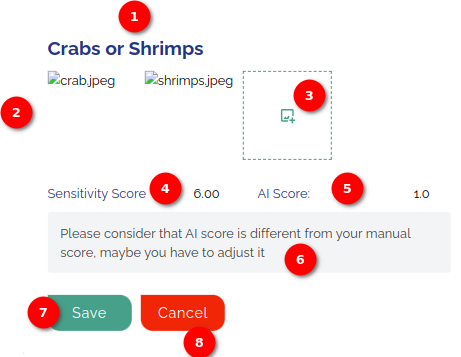 1
Crabs or Shrimps
crab.jpeg shrimps.jpeg
3
2
Sensitivity Score 4 6.00 AI Score: 5 1.0
Please consider that AI score is different from your manual
score, maybe you have to adjust it
6
7 Save Cancel
8